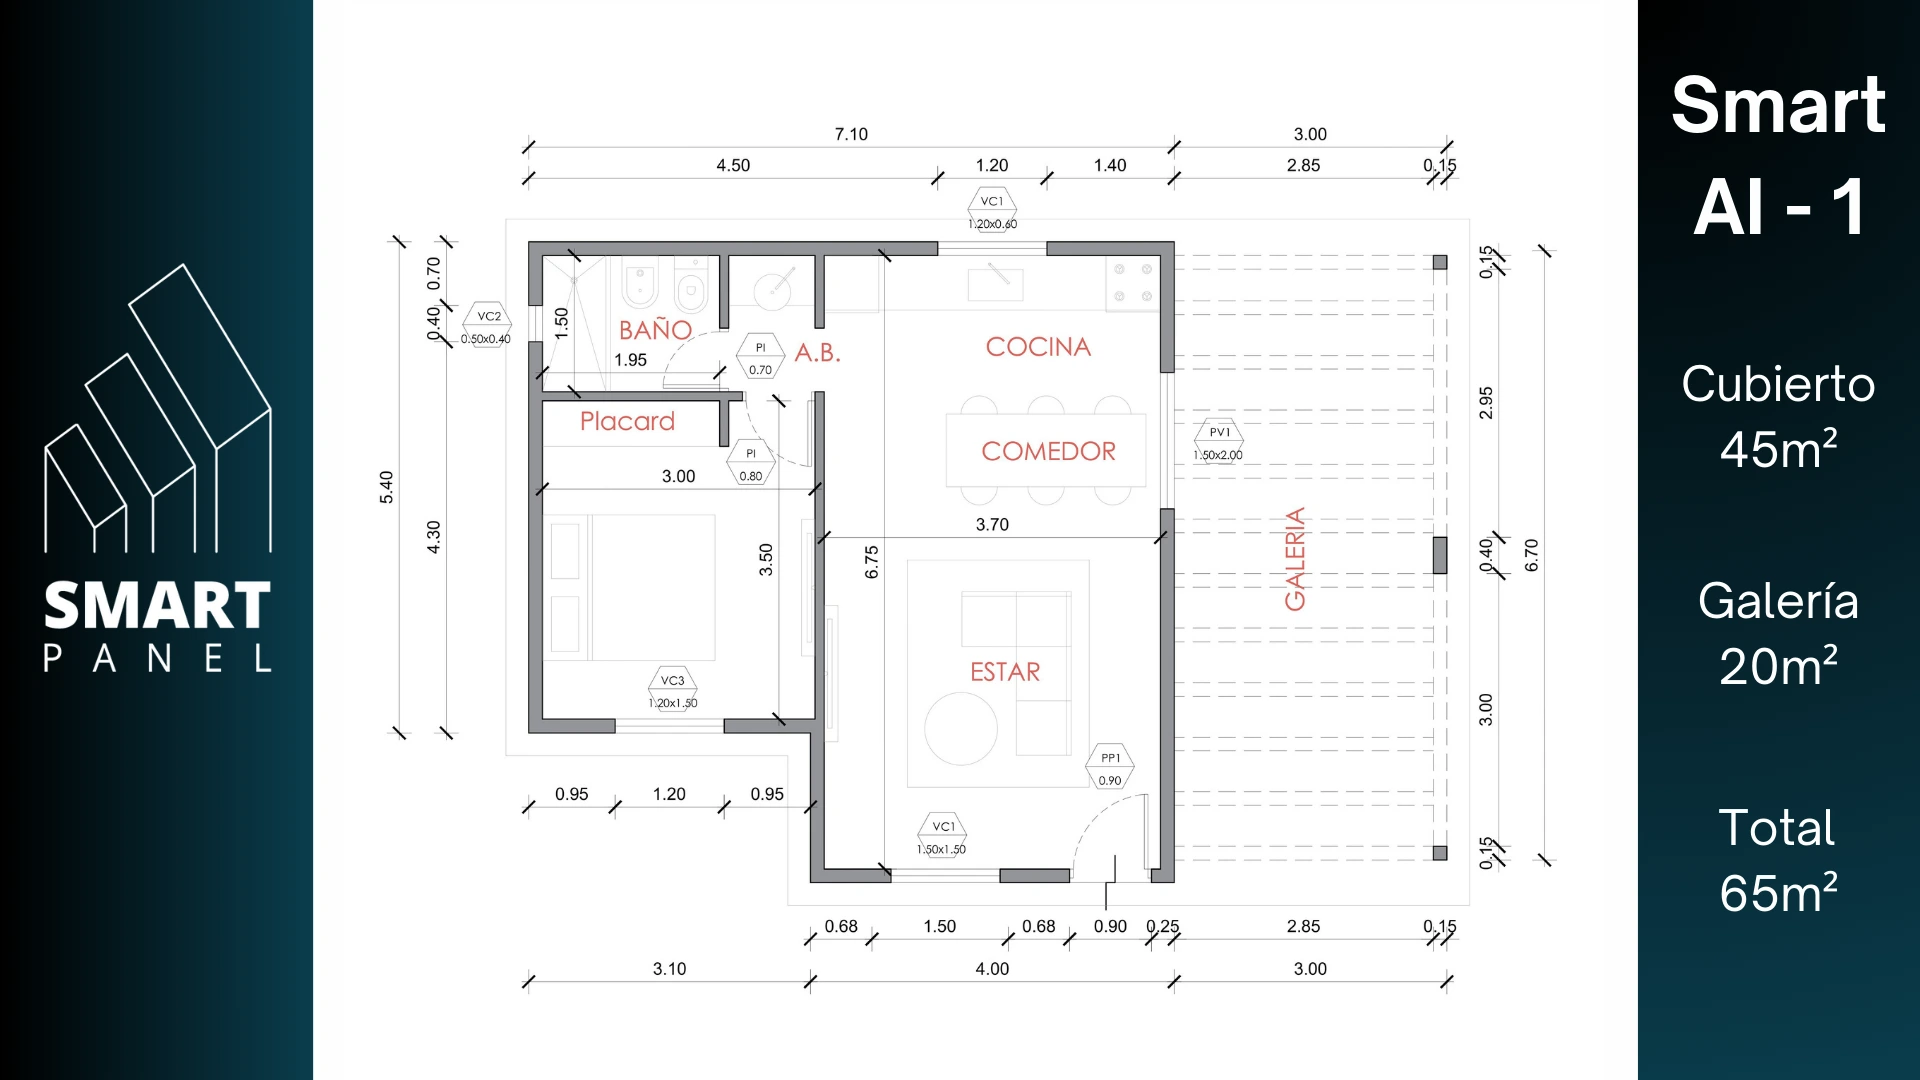 SMART
PANEL
7.10
3.00
4.50
1.20
1.40
2.85
0.15
VC1
1.20x0.60
0.70
0.40
VC2
0.50x0.40
1.50
BAÑO
1.95
PI
0.70
A.B.
COCINA
0.15
Placard
COMEDOR
PV1
1.50x2.00
2.95
PI
0.80
3.00
5.40
4.30
3.50
3.70
6.75
GALERIA
0.40
6.70
ESTAR
VC3
1.20x1.50
3.00
PP1
0.90
VC1
1.50x1.50
0.15
0.95
1.20
0.95
0.68
1.50
0.68
0.90
0.25
2.85
0.15
3.10
4.00
3.00
Smart
AI - 1
Cubierto
45m²
Galería
20m²
Total
65m²